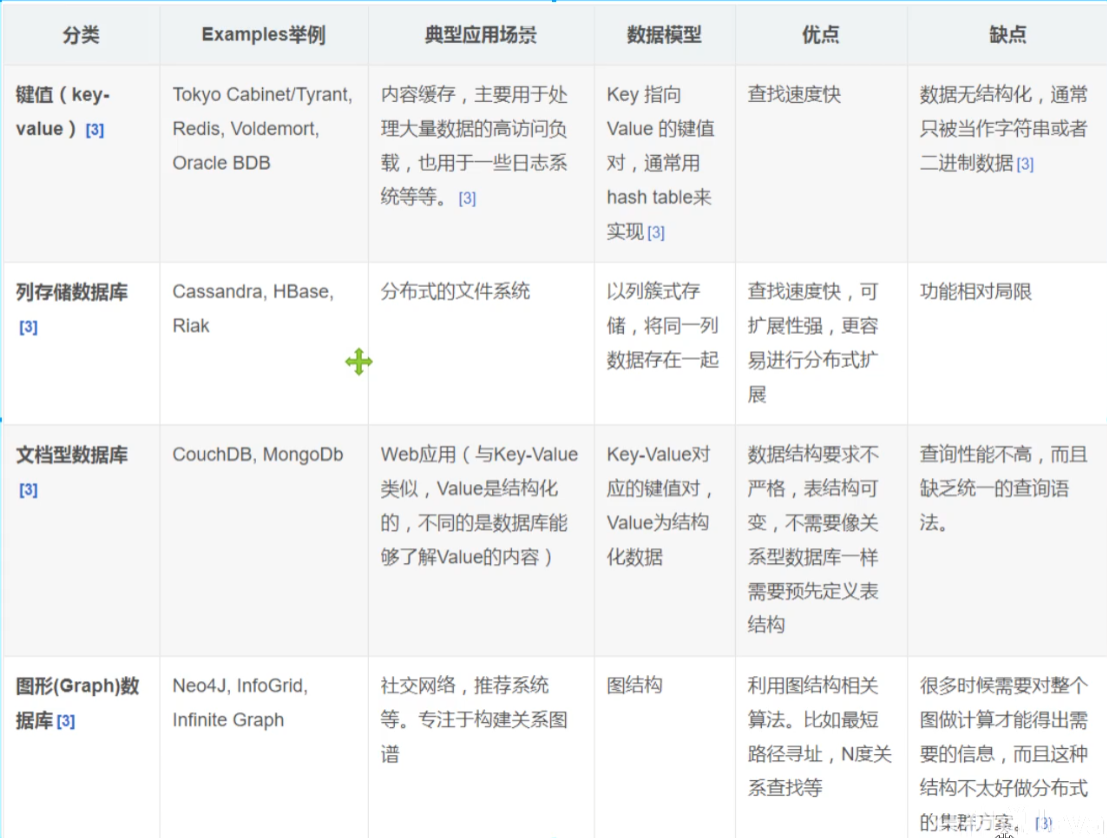 分类
Examples举例
典型应用场景
数据模型
优点
缺点
键值（key-
value）[3]
Tokyo Cabinet/Tyrant,
Redis, Voldemort,
Oracle BDB
内容缓存，主要用于处
理大量数据的高访问负
载，也用于一些日志系
统等等。[3]
Key 指向
Value 的键值
对，通常用
hash table来
实现[3]
查找速度快
数据无结构化，通常
只被当作字符串或者
二进制数据[3]
列存储数据库
[3]
Cassandra, HBase,
Riak
分布式的文件系统
以列簇式存
储，将同一列
数据存在一起
查找速度快，可
扩展性强，更容
易进行分布式扩
展
功能相对局限
文档型数据库
[3]
CouchDB, MongoDb
Web应用（与Key-Value
类似，Value是结构化
的，不同的是数据库能
够了解Value的内容）
Key-Value对
应的键值对，
Value为结构
化数据
数据结构要求不
严格，表结构可
变，不需要像关
系型数据库一样
需要预先定义表
结构
查询性能不高，而且
缺乏统一的查询语
法。
图形(Graph)数
据库[3]
Neo4J, InfoGrid,
Infinite Graph
社交网络，推荐系统
等。专注于构建关系图
谱
图结构
利用图结构相关
算法。比如最短
路径寻址，N度关
系查找等
很多时候需要对整个
图做计算才能得出需
要的信息，而且这种
结构不太好做分布式
的集群方案。[3]